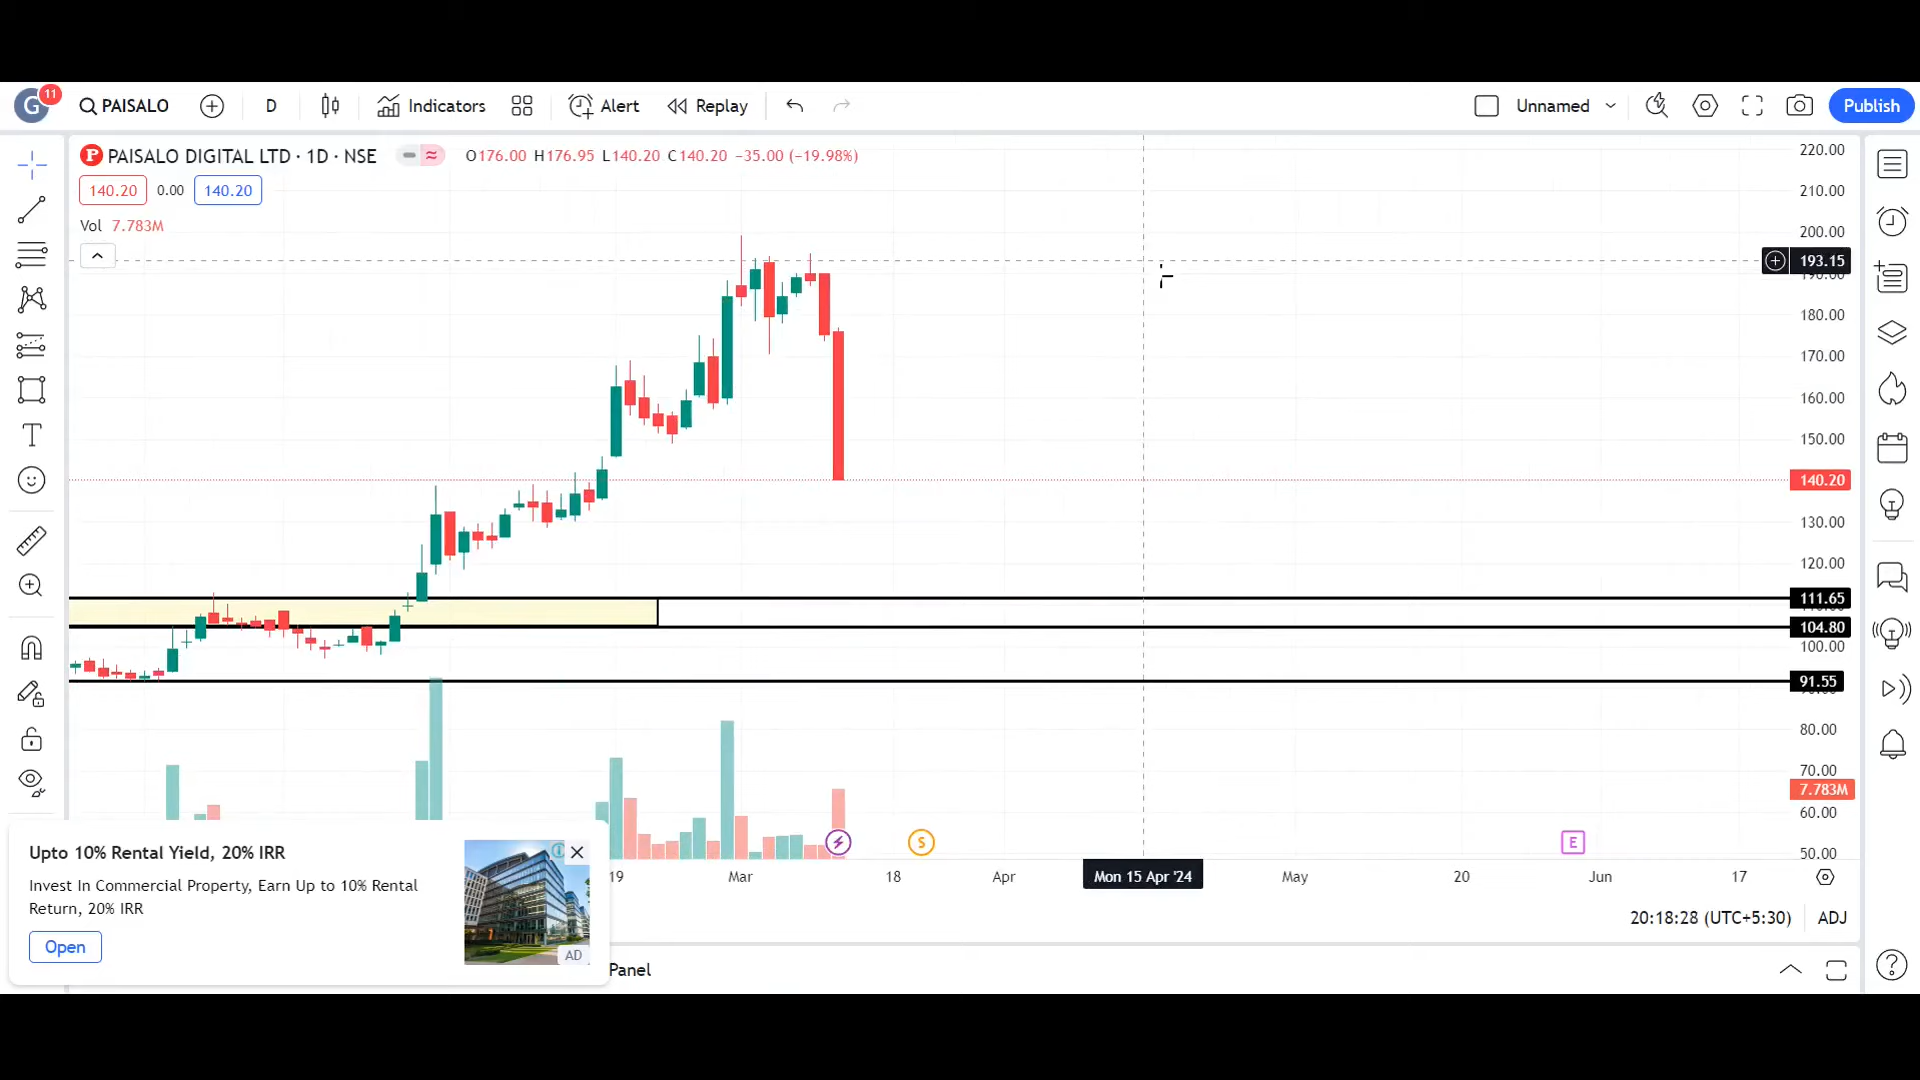 G 11 PAISALO D Indicators Alert Replay Unnamed Publish
P PAISALO DIGITAL LTD · 1D · NSE O176.00 H176.95 L140.20 C140.20 −35.00 (−19.98%)
140.20 0.00 140.20
Vol 7.783M
220.00
210.00
200.00
193.15
180.00
170.00
160.00
150.00
140.20
130.00
120.00
111.65
104.80
100.00
91.55
80.00
70.00
7.783M
60.00
50.00
S E
19 Mar 18 Apr Mon 15 Apr '24 May 20 Jun 17
Upto 10% Rental Yield, 20% IRR
Invest In Commercial Property, Earn Up to 10% Rental
Return, 20% IRR
Open
AD
20:18:28 (UTC+5:30) ADJ
Panel